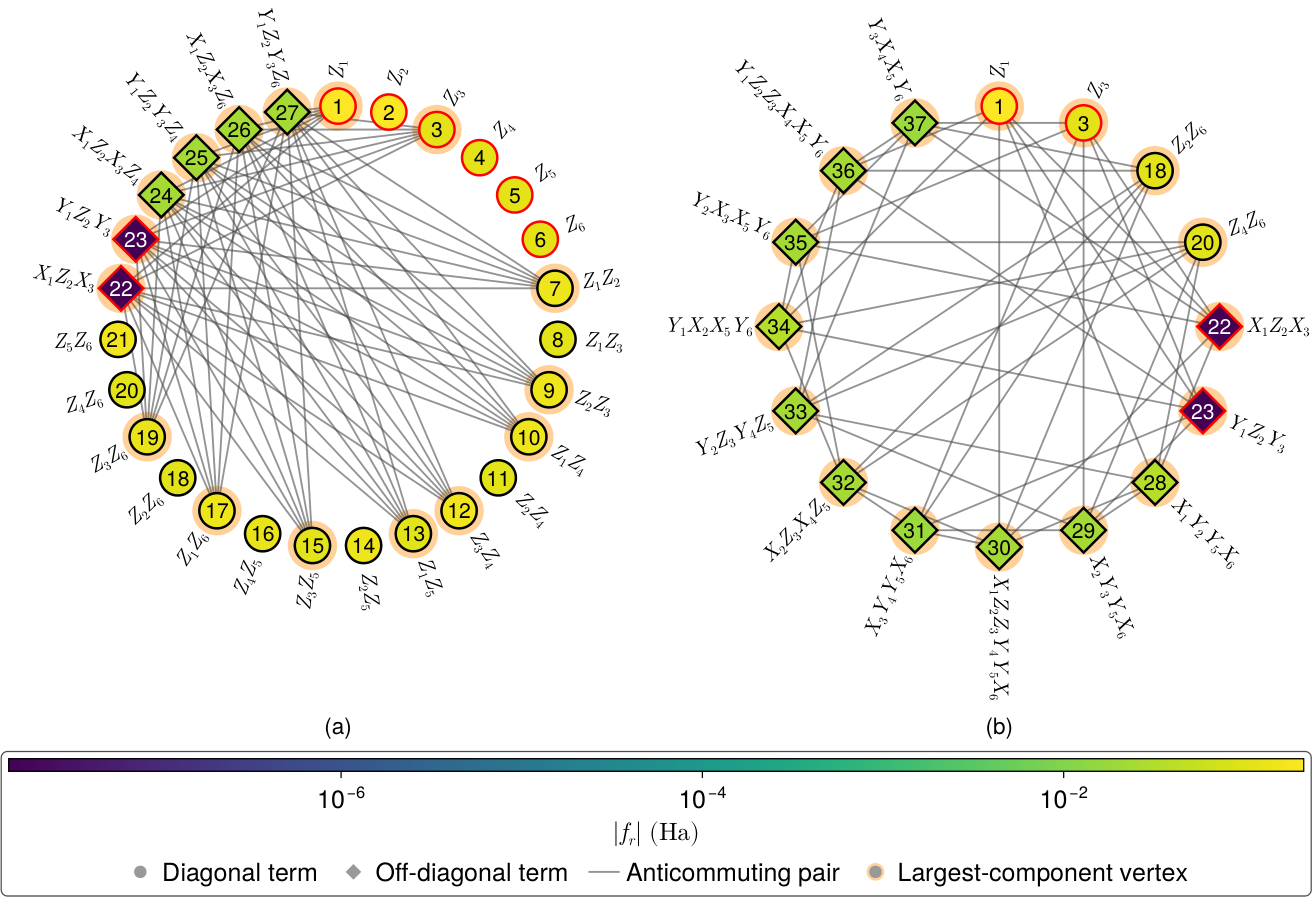 Z₁
1
Z₂
2
Z₃
3
Z₄
4
Z₅
5
Z₆
6
7
Z₁Z₂
8
Z₁Z₃
9
Z₂Z₃
10
Z₁Z₄
11
Z₂Z₄
12
Z₃Z₄
13
Z₁Z₅
14
Z₂Z₅
15
Z₃Z₅
16
Z₄Z₅
17
Z₁Z₆
18
Z₂Z₆
19
Z₃Z₆
20
Z₄Z₆
21
Z₅Z₆
22
X₁Z₂X₃
23
Y₁Z₂Y₃
24
X₁Z₂X₃Z₄
25
Y₁Z₂Y₃Z₄
26
X₁Z₂X₃Z₆
27
Y₁Z₂Y₃Z₆
(a)
Z₁
1
Z₃
3
Z₂Z₆
18
Z₄Z₆
20
22
X₁Z₂X₃
23
Y₁Z₂Y₃
28
X₁Y₂Y₅X₆
29
X₂Y₃Y₅X₆
30
X₁Z₂Z₃Y₄Y₅X₆
31
X₃Y₄Y₅X₆
32
X₂Z₃X₄Z₅
33
Y₂Z₃Y₄Z₅
34
Y₁X₂X₅Y₆
35
Y₂X₃X₅Y₆
36
Y₁Z₂Z₃X₄X₅Y₆
37
Y₃X₄X₅Y₆
(b)
10⁻⁶ 10⁻⁴ 10⁻²
|fᵣ| (Ha)
Diagonal term Off-diagonal term Anticommuting pair Largest-component vertex